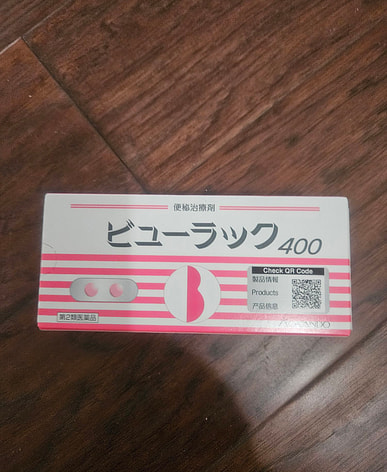 便秘治療剤
ビューラック400
Check QR Code
製品情報
Products
产品信息
第2類医薬品